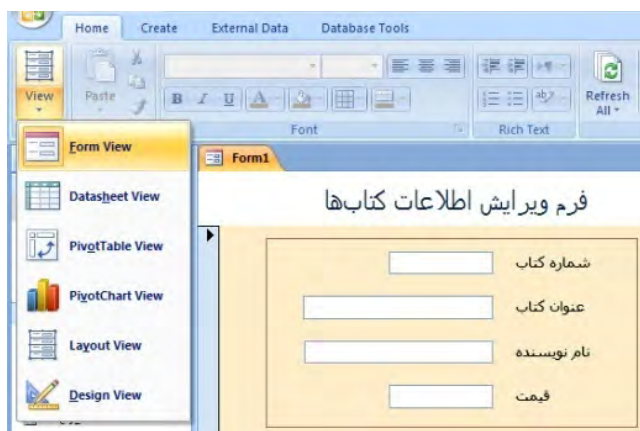 Home Create External Data Database Tools
View Paste B I U A Refresh All
Font Rich Text
Form View
Datasheet View
PivotTable View
PivotChart View
Layout View
Design View
Form1
فرم ویرایش اطلاعات کتاب‌ها
شماره کتاب
عنوان کتاب
نام نویسنده
قیمت